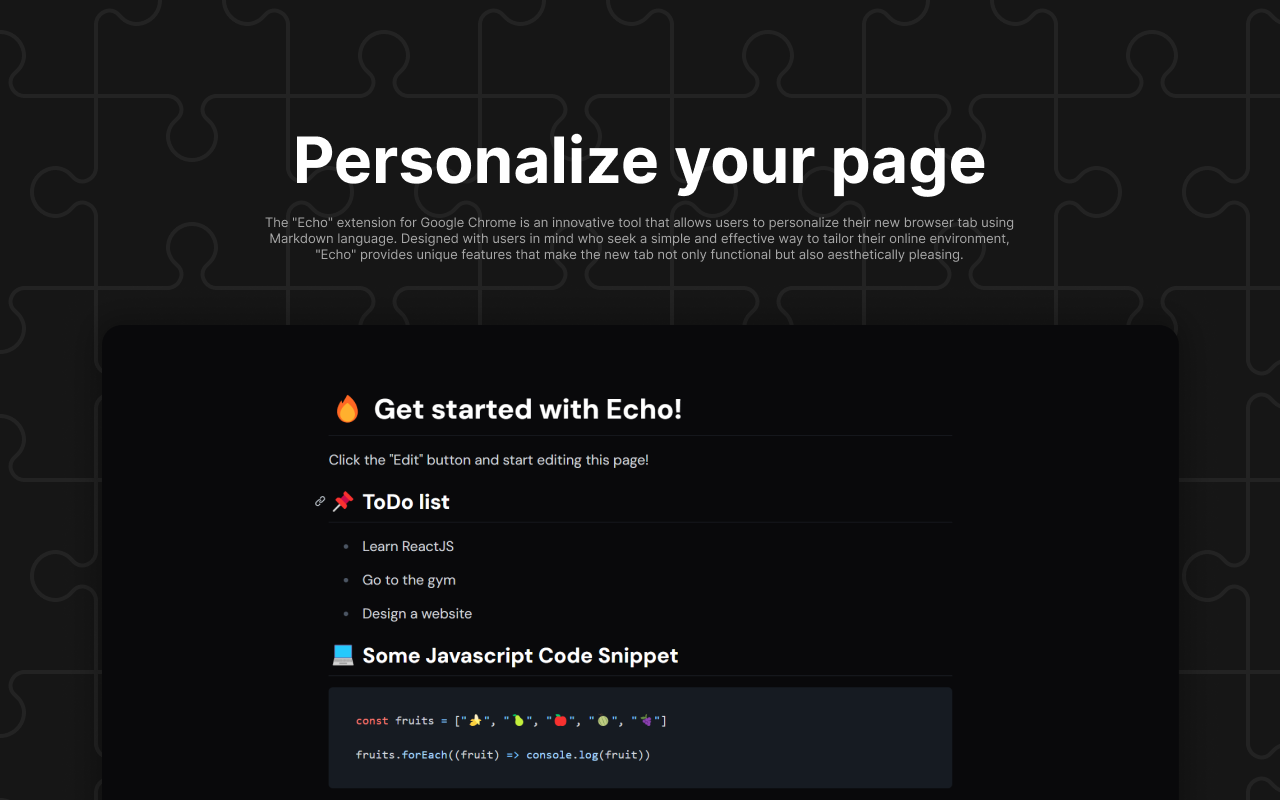 Personalize your page
The "Echo" extension for Google Chrome is an innovative tool that allows users to personalize their new browser tab using
Markdown language. Designed with users in mind who seek a simple and effective way to tailor their online environment,
"Echo" provides unique features that make the new tab not only functional but also aesthetically pleasing.
🔥 Get started with Echo!
Click the "Edit" button and start editing this page!
📌 ToDo list
• Learn ReactJS
• Go to the gym
• Design a website
💻 Some Javascript Code Snippet
const fruits = ["🍌", "🍐", "🍎", "🍈", "🍇"]
fruits.forEach((fruit) => console.log(fruit))